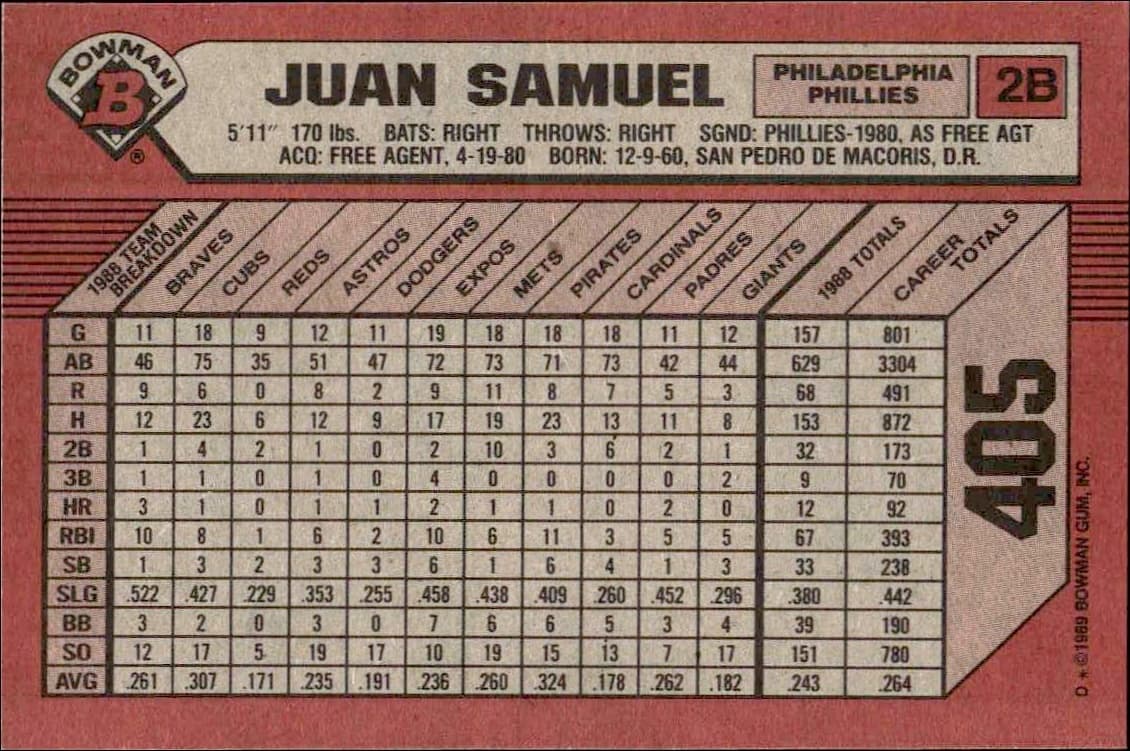 BOWMAN
B
®
JUAN SAMUEL
PHILADELPHIA
PHILLIES
2B
5'11" 170 lbs. BATS: RIGHT THROWS: RIGHT SGND: PHILLIES-1980, AS FREE AGT
ACQ: FREE AGENT, 4-19-80 BORN: 12-9-60, SAN PEDRO DE MACORIS, D.R.
1988 TEAM BREAKDOWN BRAVES CUBS REDS ASTROS DODGERS EXPOS METS PIRATES CARDINALS PADRES GIANTS 1988 TOTALS CAREER TOTALS
G 11 18 9 12 11 19 18 18 18 11 12 157 801
AB 46 75 35 51 47 72 73 71 73 42 44 629 3304
R 9 6 0 8 2 9 11 8 7 5 3 68 491
H 12 23 6 12 9 17 19 23 13 11 8 153 872
2B 1 4 2 1 0 2 10 3 6 2 1 32 173
3B 1 1 0 1 0 4 0 0 0 0 2 9 70
HR 3 1 0 1 1 2 1 1 0 2 0 12 92
RBI 10 8 1 6 2 10 6 11 3 5 5 67 393
SB 1 3 2 3 3 6 1 6 4 1 3 33 238
SLG .522 .427 .229 .353 .255 .458 .438 .409 .260 .452 .296 .380 .442
BB 3 2 0 3 0 7 6 6 5 3 4 39 190
SO 12 17 5 19 17 10 19 15 13 7 17 151 780
AVG .261 .307 .171 .235 .191 .236 .260 .324 .178 .262 .182 .243 .264
405
D *©1989 BOWMAN GUM, INC.